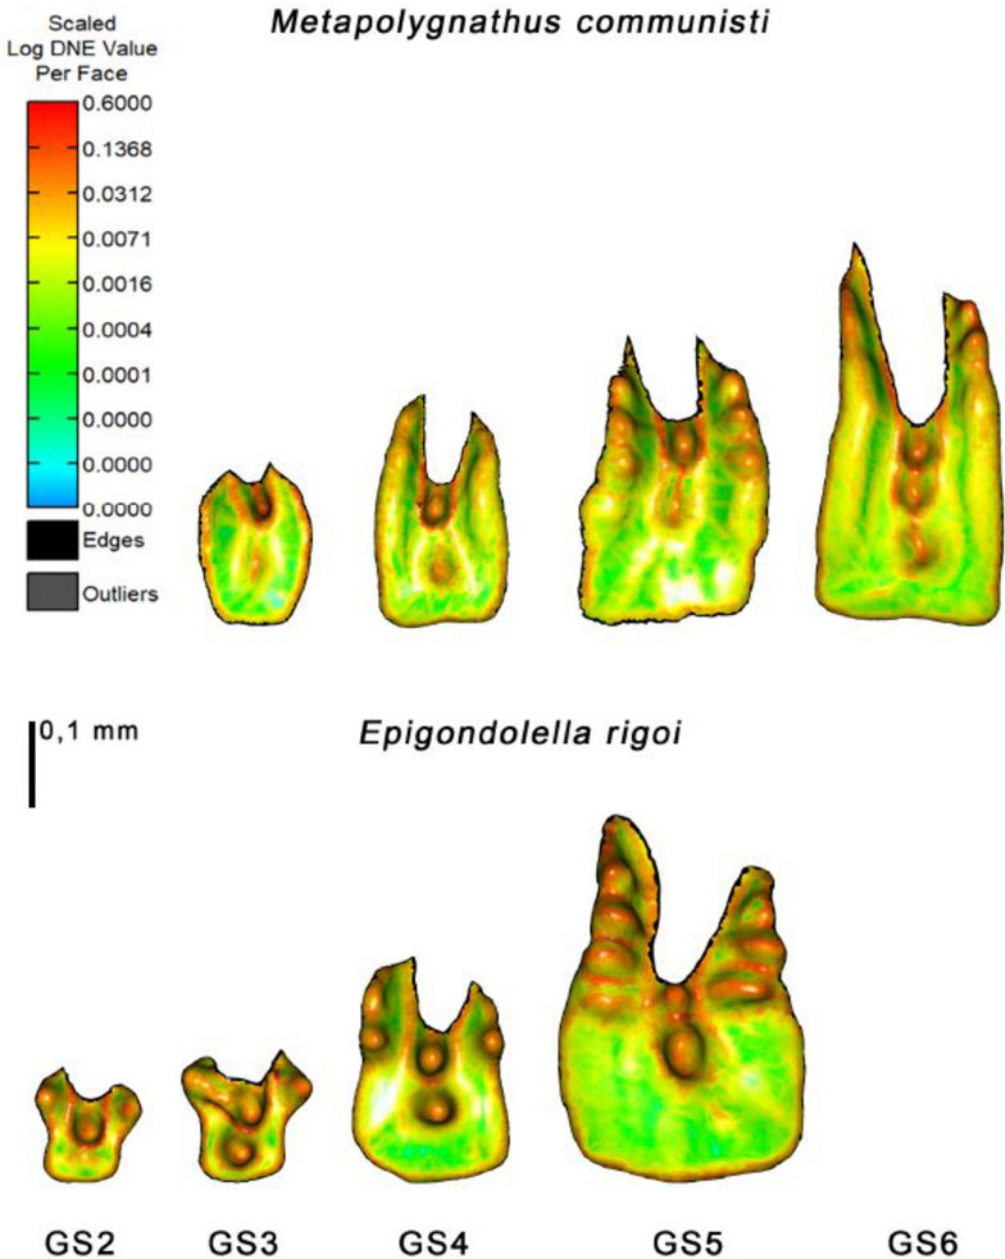 Metapolygnathus communisti
Scaled
Log DNE Value
Per Face
0.6000
0.1368
0.0312
0.0071
0.0016
0.0004
0.0001
0.0000
0.0000
0.0000
Edges
Outliers
0,1 mm
Epigondolella rigoi
GS2 GS3 GS4 GS5 GS6